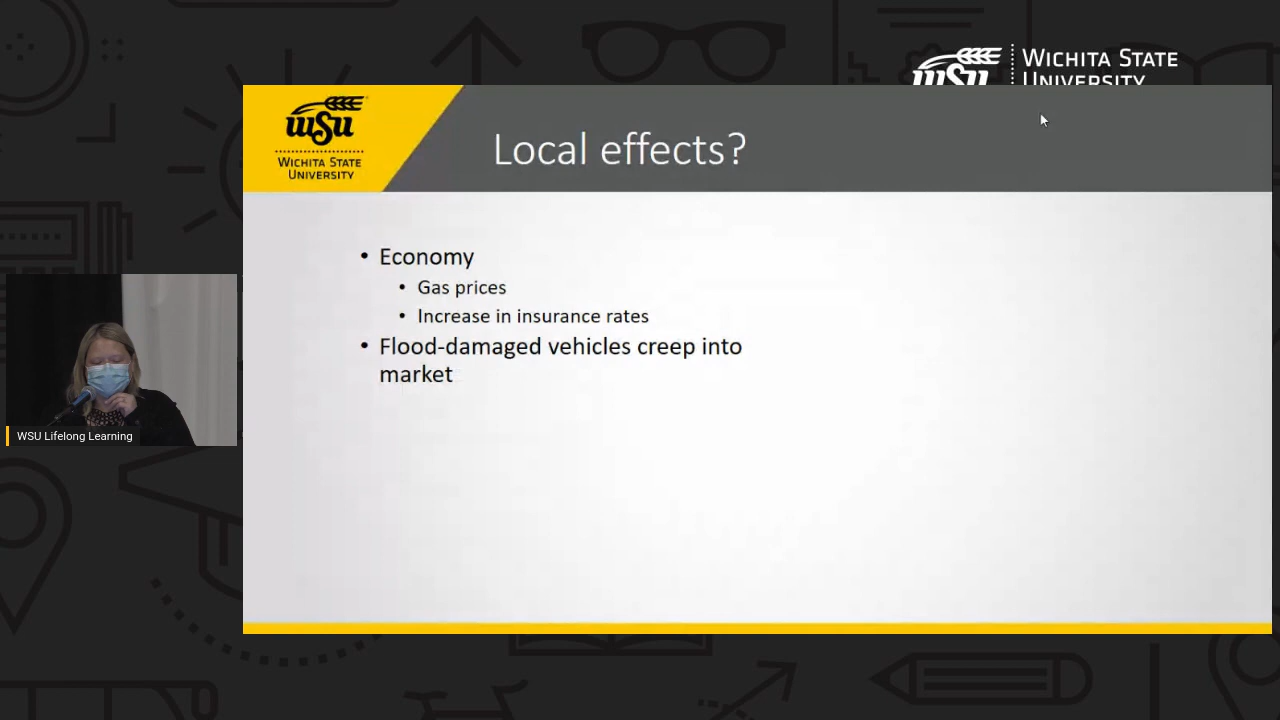 WSU
WICHITA STATE
UNIVERSITY
WSU
WICHITA STATE
UNIVERSITY
Local effects?
• Economy
• Gas prices
• Increase in insurance rates
• Flood-damaged vehicles creep into
market
WSU Lifelong Learning